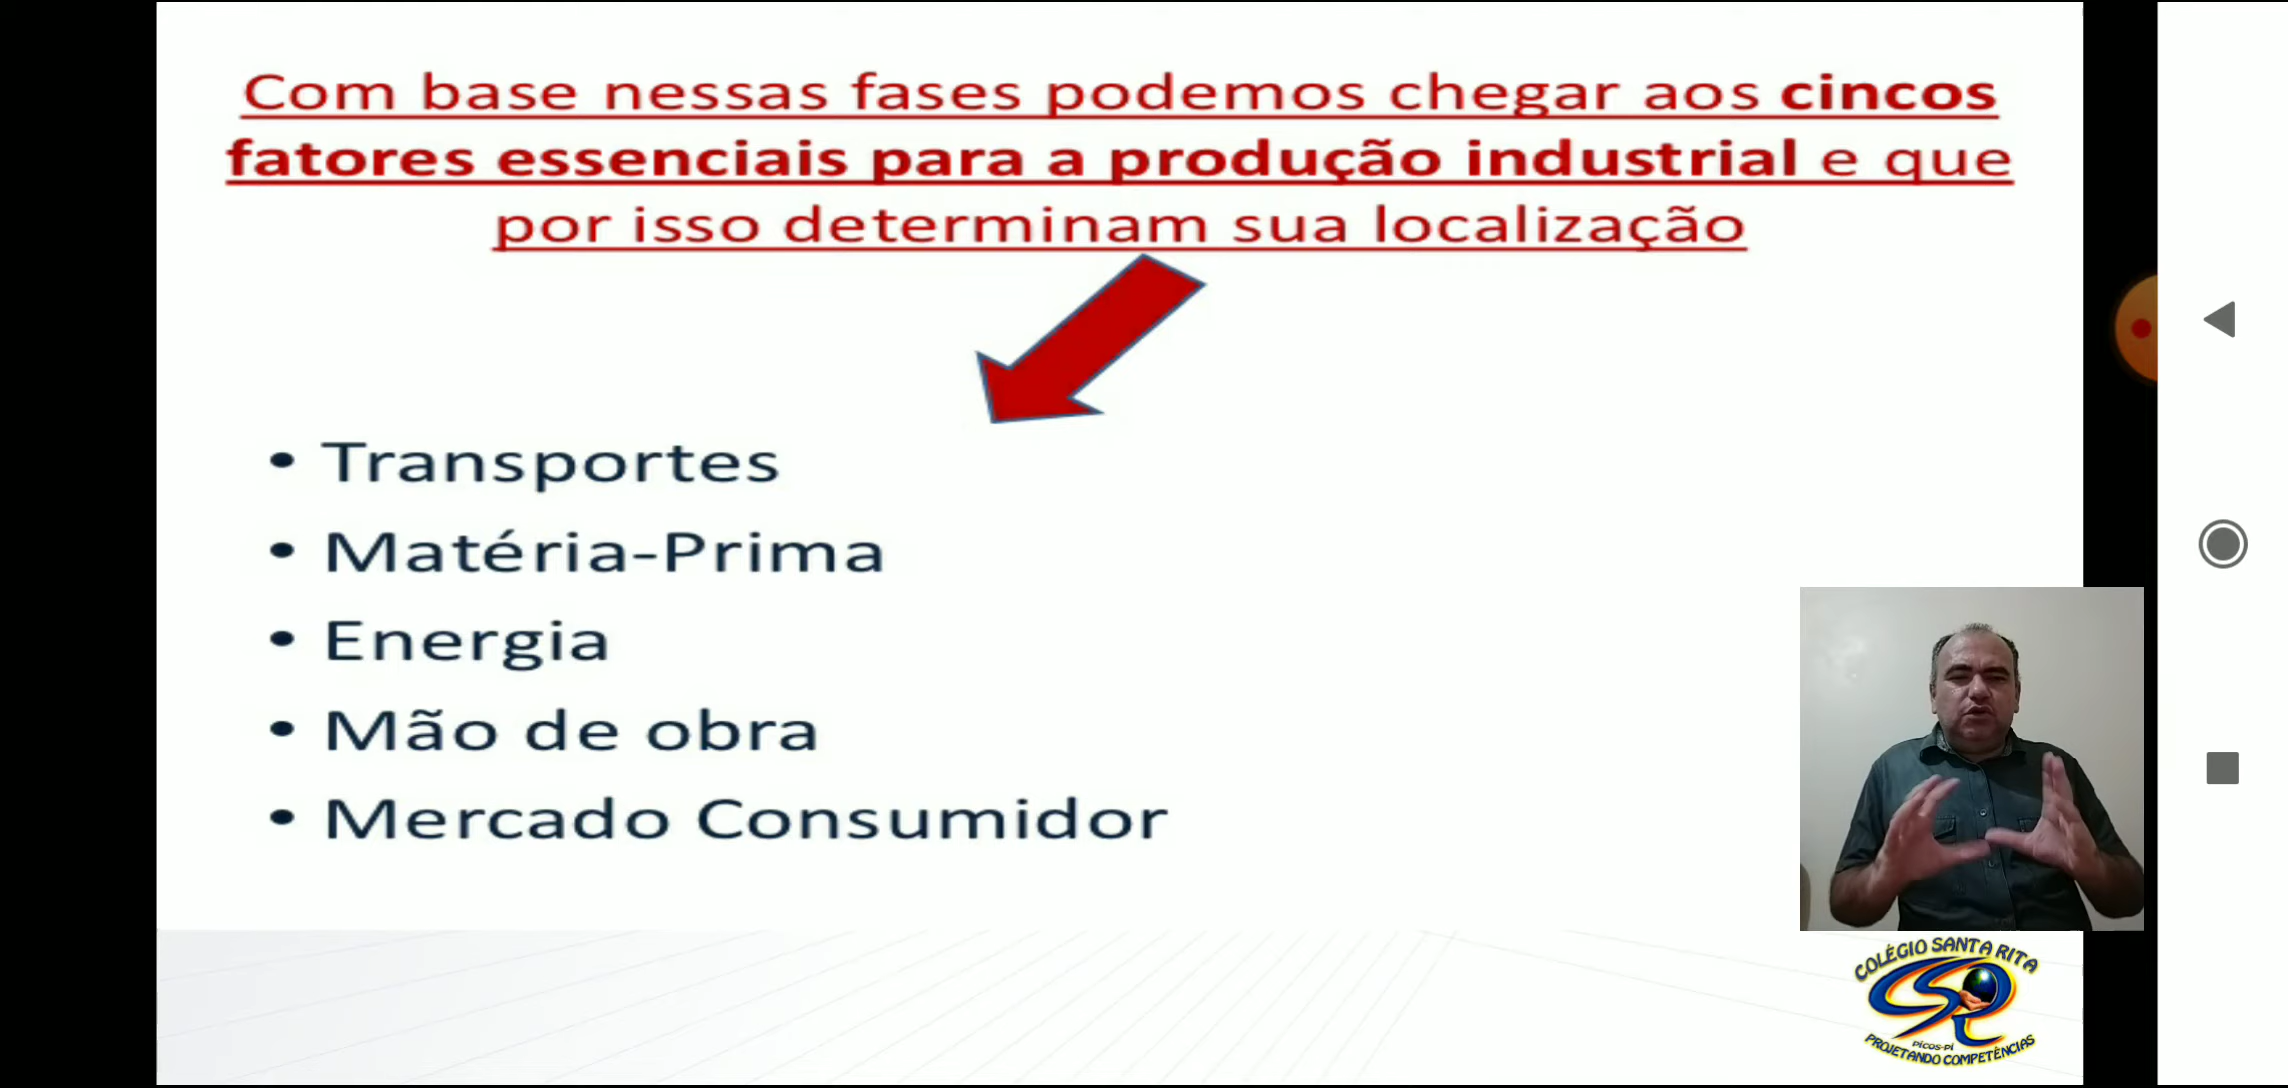 Com base nessas fases podemos chegar aos cincos
fatores essenciais para a produção industrial e que
por isso determinam sua localização
• Transportes
• Matéria-Prima
• Energia
• Mão de obra
• Mercado Consumidor
COLÉGIO SANTA RITA
PICOS-PI
PROJETANDO COMPETÊNCIAS